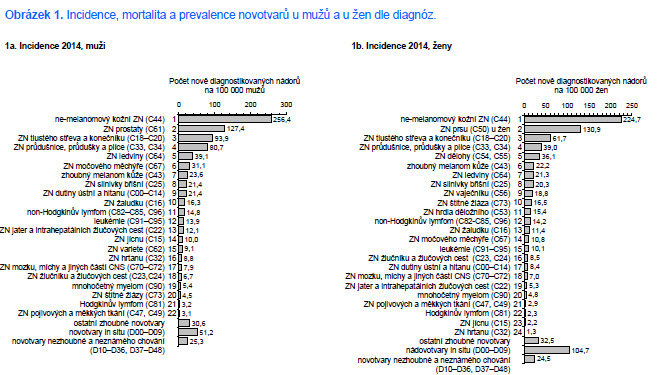 Obrázek 1. Incidence, mortalita a prevalence novotvarů u mužů a u žen dle diagnóz.
1a. Incidence 2014, muži
Počet nově diagnostikovaných nádorů
na 100 000 mužů
0 100 200 300
ne-melanomový kožní ZN (C44) 1 256,4
ZN prostaty (C61) 2 127,4
ZN tlustého střeva a konečníku (C18–C20) 3 93,9
ZN průdušnice, průdušky a plíce (C33, C34) 4 80,7
ZN ledviny (C64) 5 39,1
ZN močového měchýře (C67) 6 31,1
zhoubný melanom kůže (C43) 7 23,6
ZN slinivky břišní (C25) 8 21,4
ZN dutiny ústní a hltanu (C00–C14) 9 21,4
ZN žaludku (C16) 10 16,3
non-Hodgkinův lymfom (C82–C85, C96) 11 14,8
leukémie (C91–C95) 12 13,9
ZN jater a intrahepatálních žlučových cest (C22) 13 12,1
ZN jícnu (C15) 14 10,0
ZN varlete (C62) 15 9,1
ZN hrtanu (C32) 16 8,8
ZN mozku, míchy a jiných částí CNS (C70–C72) 17 7,9
ZN žlučníku a žlučových cest (C23,C24) 18 6,7
mnohočetný myelom (C90) 19 5,4
ZN štítné žlázy (C73) 20 4,5
Hodgkinův lymfom (C81) 21 3,2
ZN pojivových a měkkých tkání (C47, C49) 22 3,1
ostatní zhoubné novotvary 30,6
novotvary in situ (D00–D09) 51,2
novotvary nezhoubné a neznámého chování 25,3
(D10–D36, D37–D48)
1b. Incidence 2014, ženy
Počet nově diagnostikovaných nádorů
na 100 000 žen
0 50 100 150 200 250
ne-melanomový kožní ZN (C44) 1 224,7
ZN prsu (C50) u žen 2 130,9
ZN tlustého střeva a konečníku (C18–C20) 3 61,7
ZN průdušnice, průdušky a plíce (C33, C34) 4 39,0
ZN dělohy (C54, C55) 5 36,1
zhoubný melanom kůže (C43) 6 22,2
ZN ledviny (C64) 7 21,3
ZN slinivky břišní (C25) 8 20,3
ZN vaječníku (C56) 9 18,8
ZN štítné žlázy (C73) 10 16,5
ZN hrdla děložního (C53) 11 15,4
non-Hodgkinův lymfom (C82-C85, C96) 12 14,2
ZN žaludku (C16) 13 11,4
ZN močového měchýře (C67) 14 10,8
leukémie (C91–C95) 15 10,1
ZN žlučníku a žlučových cest (C23, C24) 16 8,5
ZN dutiny ústní a hltanu (C00–C14) 17 8,4
ZN mozku, míchy a jiných částí CNS (C70–C72) 18 7,0
ZN jater a intrahepatálních žlučových cest (C22) 19 5,3
mnohočetný myelom (C90) 20 4,8
ZN pojivových a měkkých tkání (C47, C49) 21 2,9
Hodgkinův lymfom (C81) 22 2,3
ZN jícnu (C15) 23 2,2
ZN hrtanu (C32) 24 1,3
ostatní zhoubné novotvary 32,5
nádovotvary in situ (D00–D09) 104,7
novotvary nezhoubné a neznámého chování 24,5
(D10–D36, D37–D48)